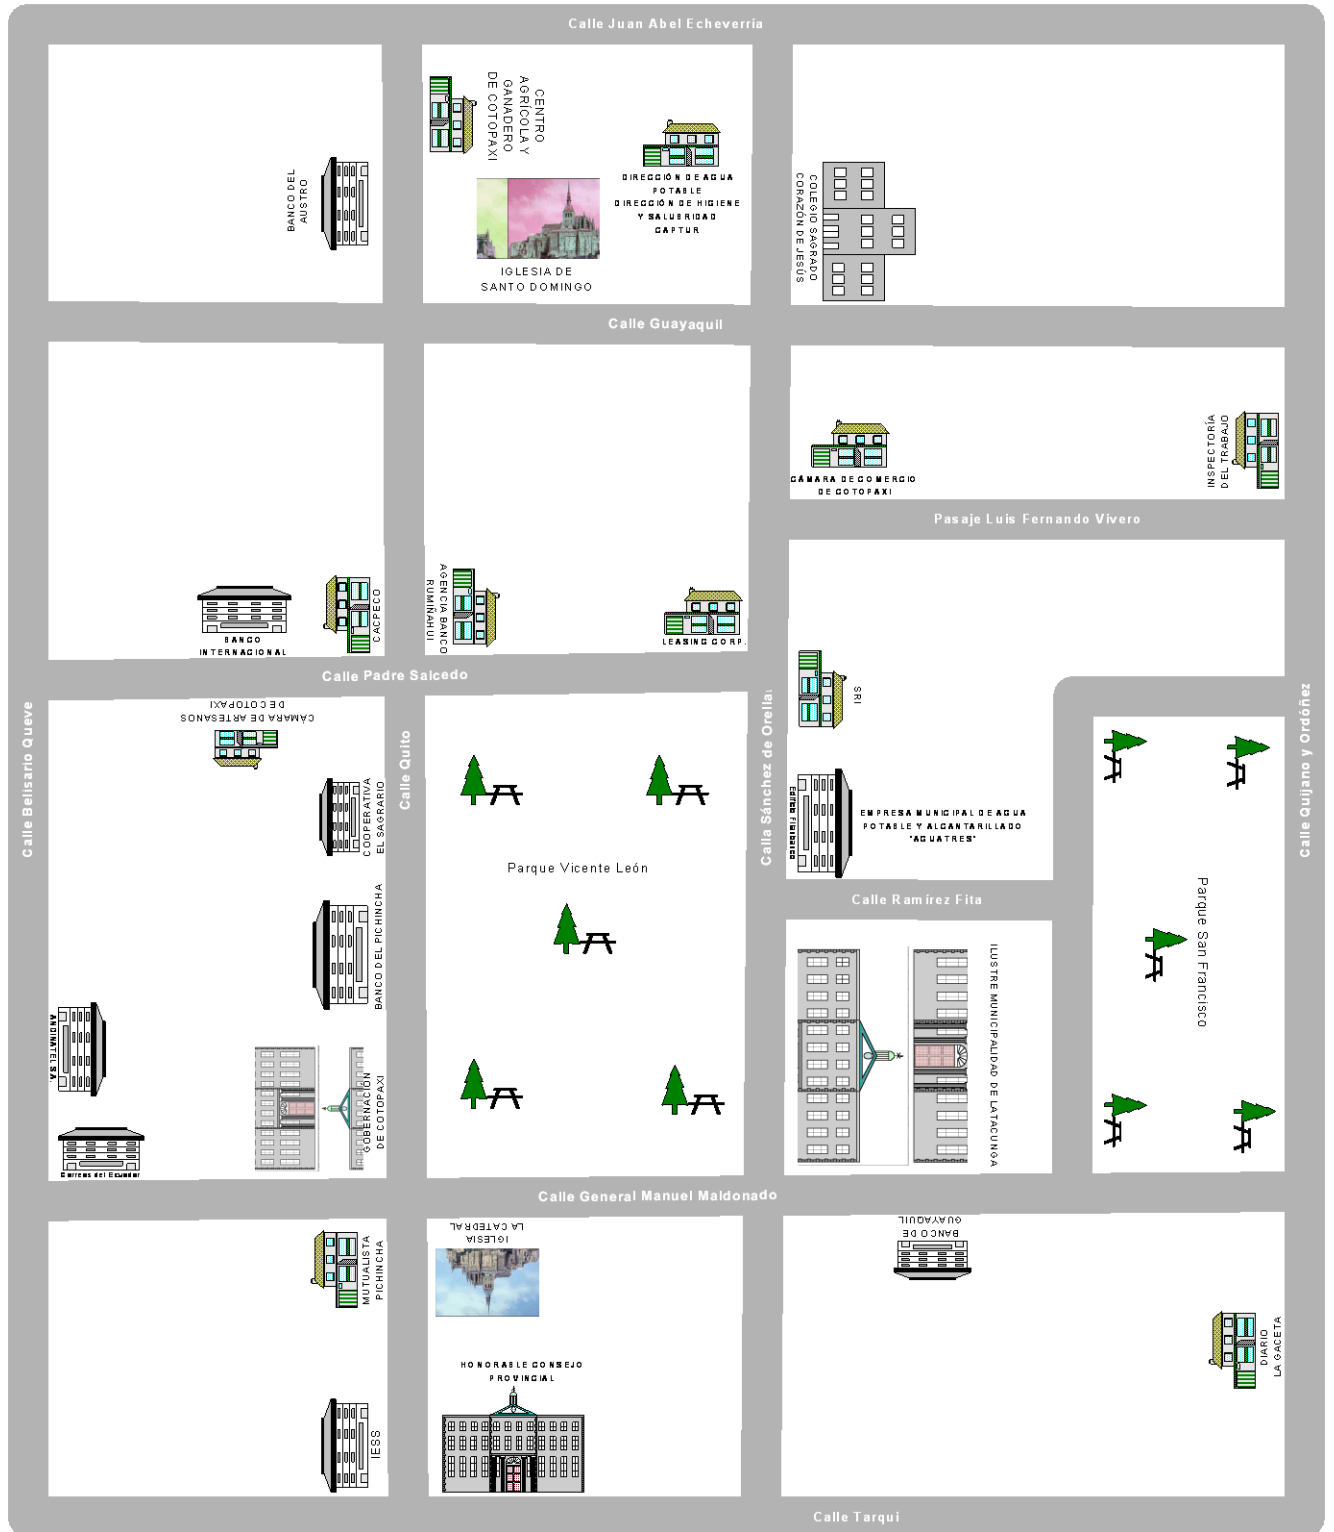 Calle Juan Abel Echeverría
CENTRO
AGRÍCOLA Y
GANADERO
DE COTOPAXI
DIRECCIÓN DE AGUA
POTABLE
DIRECCIÓN DE HIGIENE
Y SALUBRIDAD
CAPTUR
BANCO DEL
AUSTRO
COLEGIO SAGRADO
CORAZÓN DE JESÚS
IGLESIA DE
SANTO DOMINGO
Calle Guayaquil
CÁMARA DE COMERCIO
DE COTOPAXI
INSPECTORÍA
DEL TRABAJO
Pasaje Luis Fernando Vivero
BANCO
INTERNACIONAL
CACPECO
AGENCIA BANCO
RUMIÑAHUI
LEASING CORP.
Calle Padre Salcedo
SRI
Calle Belisario Queve
CÁMARA DE ARTESANOS
DE COTOPAXI
Calle Quito
Calla Sánchez de Orella
Calle Quijano y Ordóñez
COOPERATIVA
EL SAGRARIO
Edificio Filanbanco
EMPRESA MUNICIPAL DE AGUA
POTABLE Y ALCANTARILLADO
"AGUATRES"
Parque Vicente León
Calle Ramírez Fita
BANCO DEL PICHINCHA
Parque San Francisco
ILUSTRE MUNICIPALIDAD DE LATACUNGA
ANDINATEL S.A.
GOBERNACIÓN
DE COTOPAXI
Correos del Ecuador
Calle General Manuel Maldonado
MUTUALISTA
PICHINCHA
IGLESIA
LA CATEDRAL
BANCO DE
GUAYAQUIL
DIARIO
LA GACETA
HONORABLE CONSEJO
PROVINCIAL
IESS
Calle Tarqui